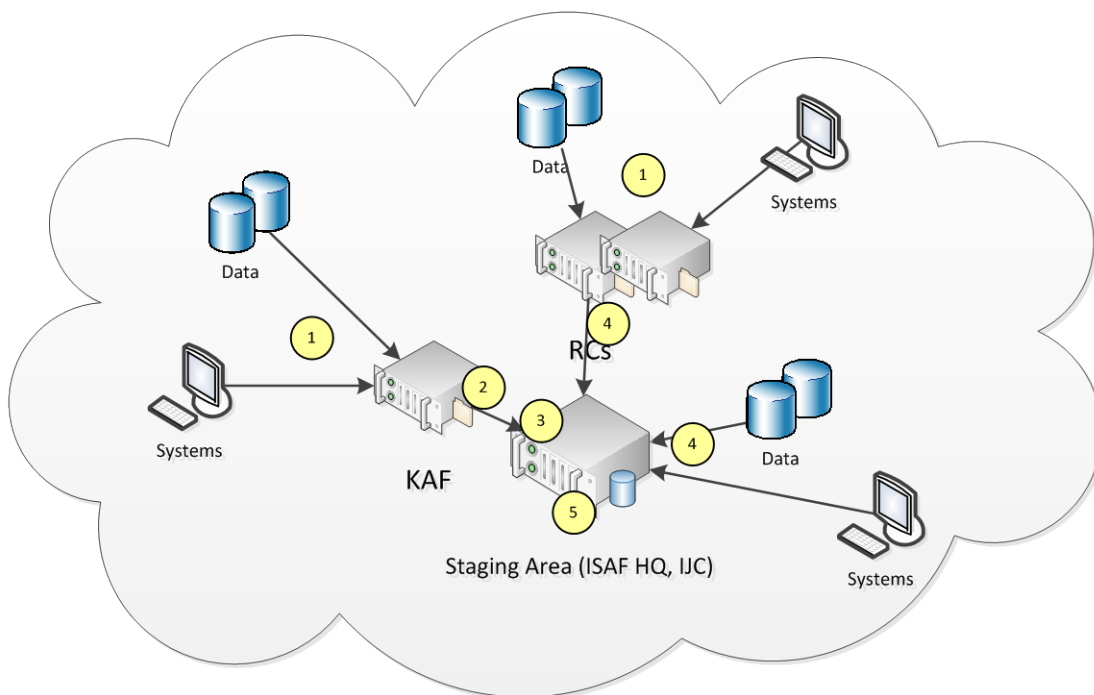 Data
1
Systems
Data
4
RCs
1
Systems
KAF
2
3
4
Data
5
Staging Area (ISAF HQ, IJC)
Systems